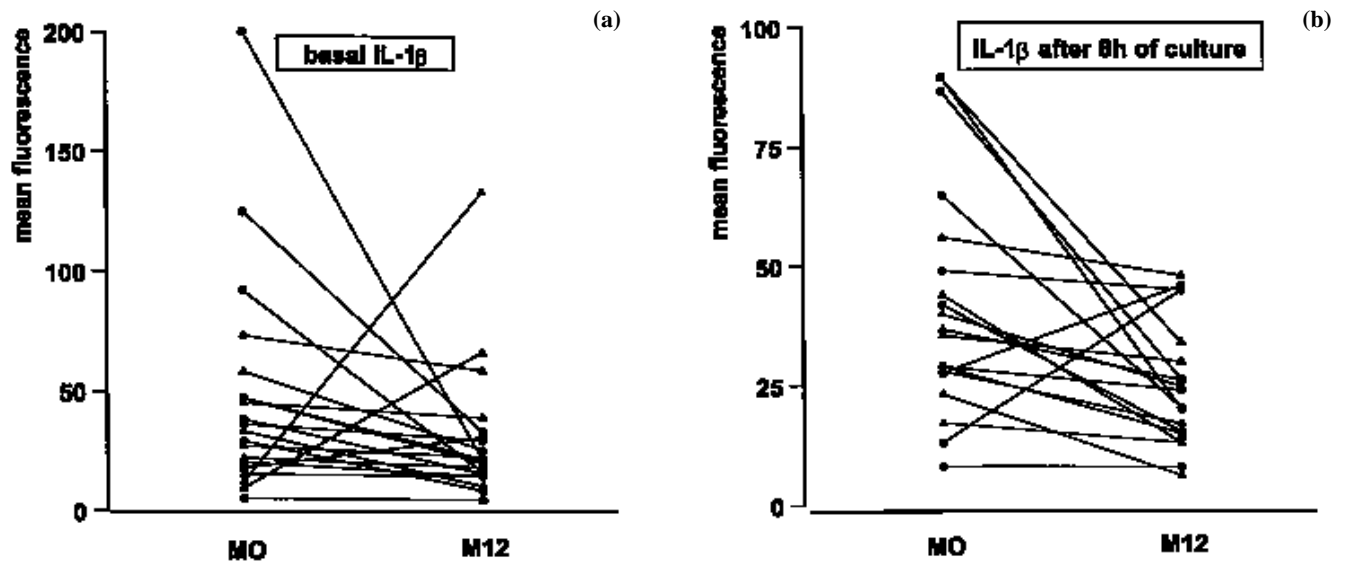 (a)
basal IL-1β
mean fluorescence
200
150
100
50
0
MO
M12
(b)
IL-1β after 8h of culture
mean fluorescence
100
75
50
25
0
MO
M12